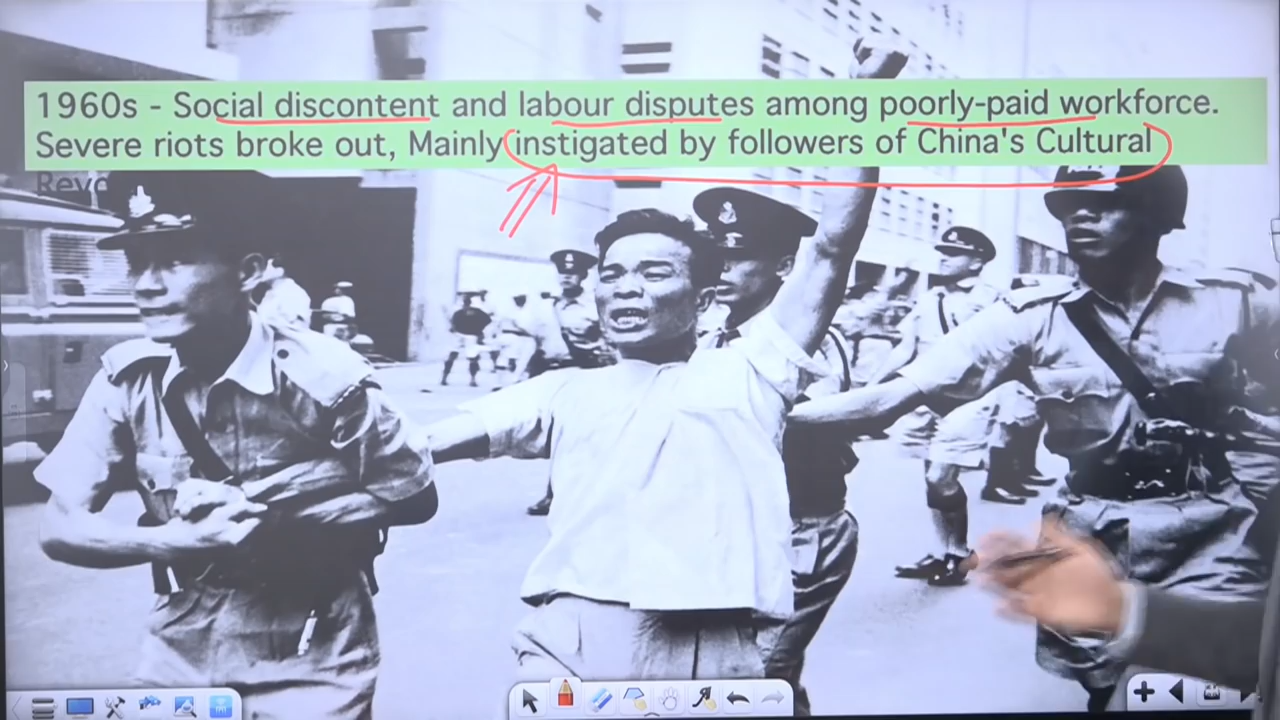 1960s - Social discontent and labour disputes among poorly-paid workforce.
Severe riots broke out, Mainly instigated by followers of China's Cultural